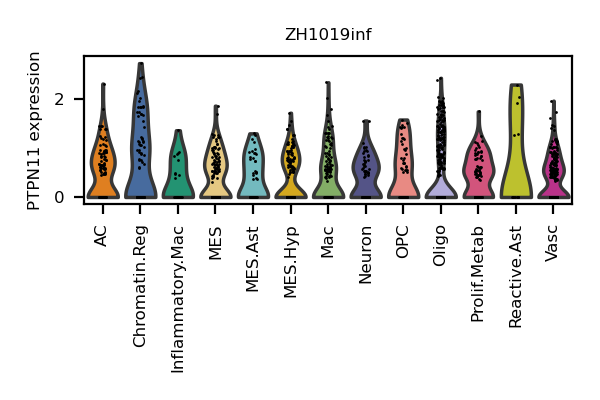 ZH1019inf
PTPN11 expression
2
0
AC
Chromatin.Reg
Inflammatory.Mac
MES
MES.Ast
MES.Hyp
Mac
Neuron
OPC
Oligo
Prolif.Metab
Reactive.Ast
Vasc